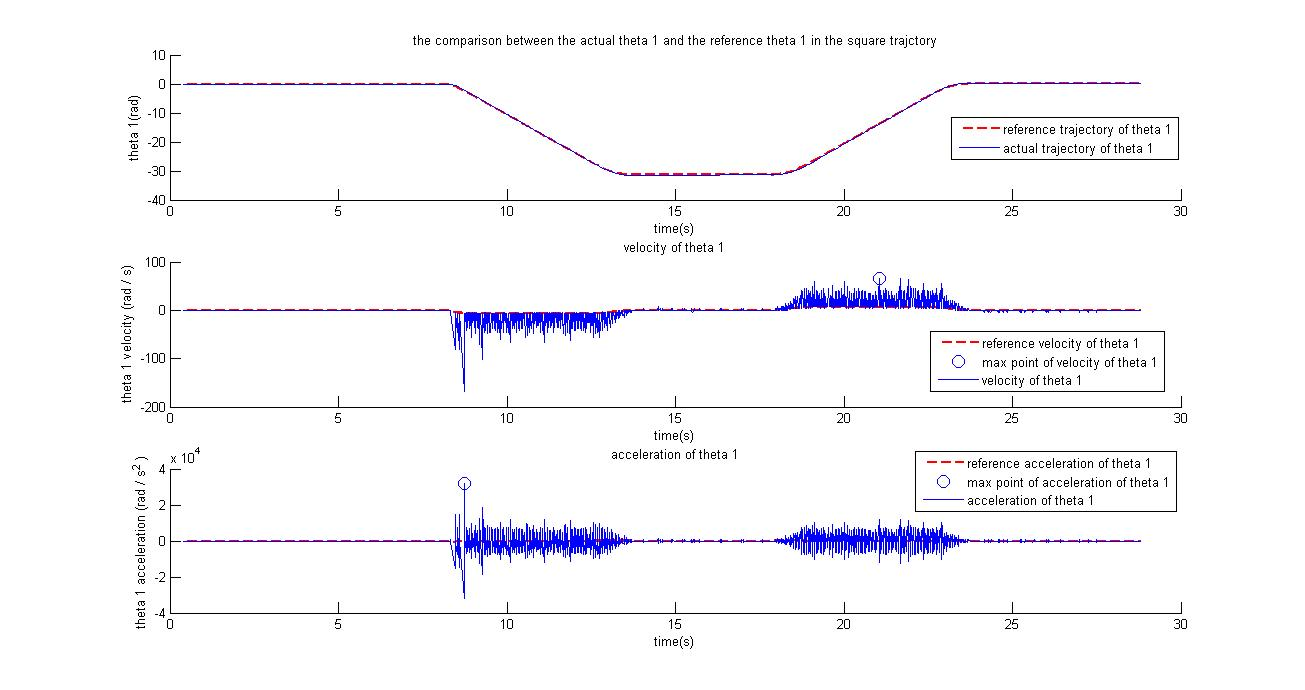 the comparison between the actual theta 1 and the reference theta 1 in the square trajctory
10
0
-10
-20
-30
-40
theta 1(rad)
reference trajectory of theta 1
actual trajectory of theta 1
0 5 10 15 20 25 30
time(s)
velocity of theta 1
100
0
-100
-200
theta 1 velocity (rad / s)
reference velocity of theta 1
max point of velocity of theta 1
velocity of theta 1
0 5 10 15 20 25 30
time(s)
acceleration of theta 1
x 10^4
4
2
0
-2
-4
theta 1 acceleration (rad / s^2 )
reference acceleration of theta 1
max point of acceleration of theta 1
acceleration of theta 1
0 5 10 15 20 25 30
time(s)